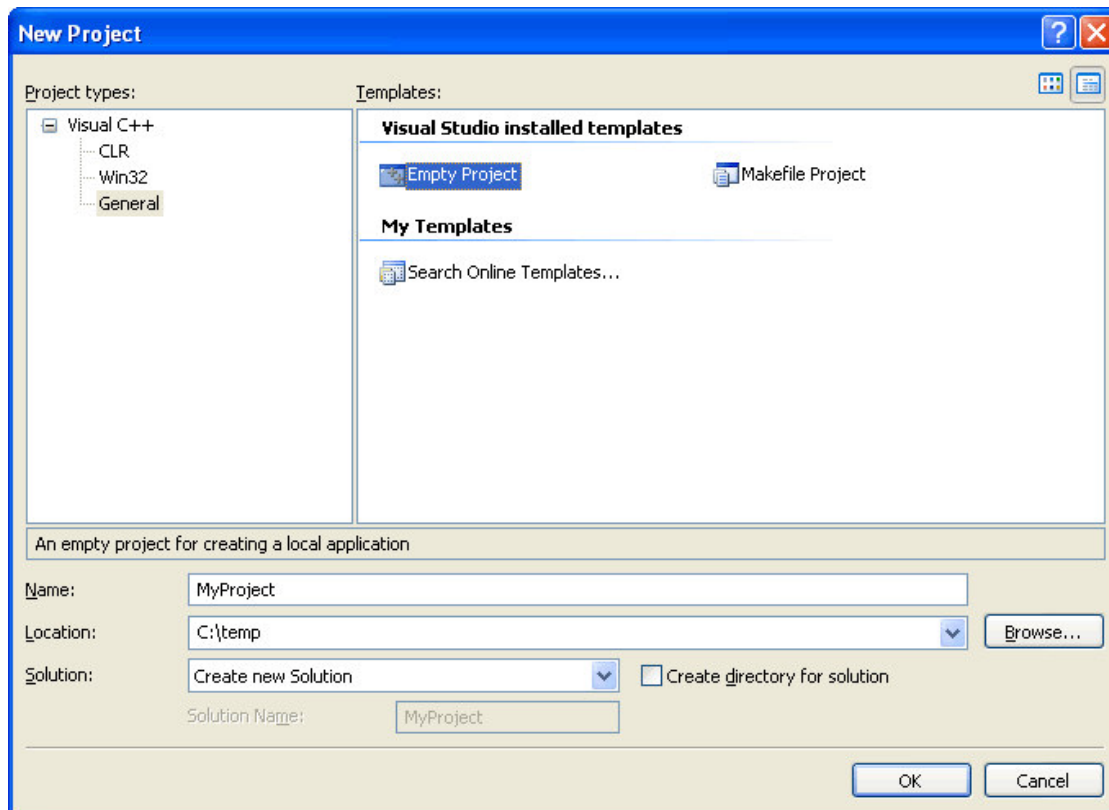 New Project
Project types:
Templates:
Visual C++
CLR
Win32
General
Visual Studio installed templates
Empty Project
Makefile Project
My Templates
Search Online Templates...
An empty project for creating a local application
Name:
MyProject
Location:
C:\temp
Browse...
Solution:
Create new Solution
Create directory for solution
Solution Name:
MyProject
OK
Cancel